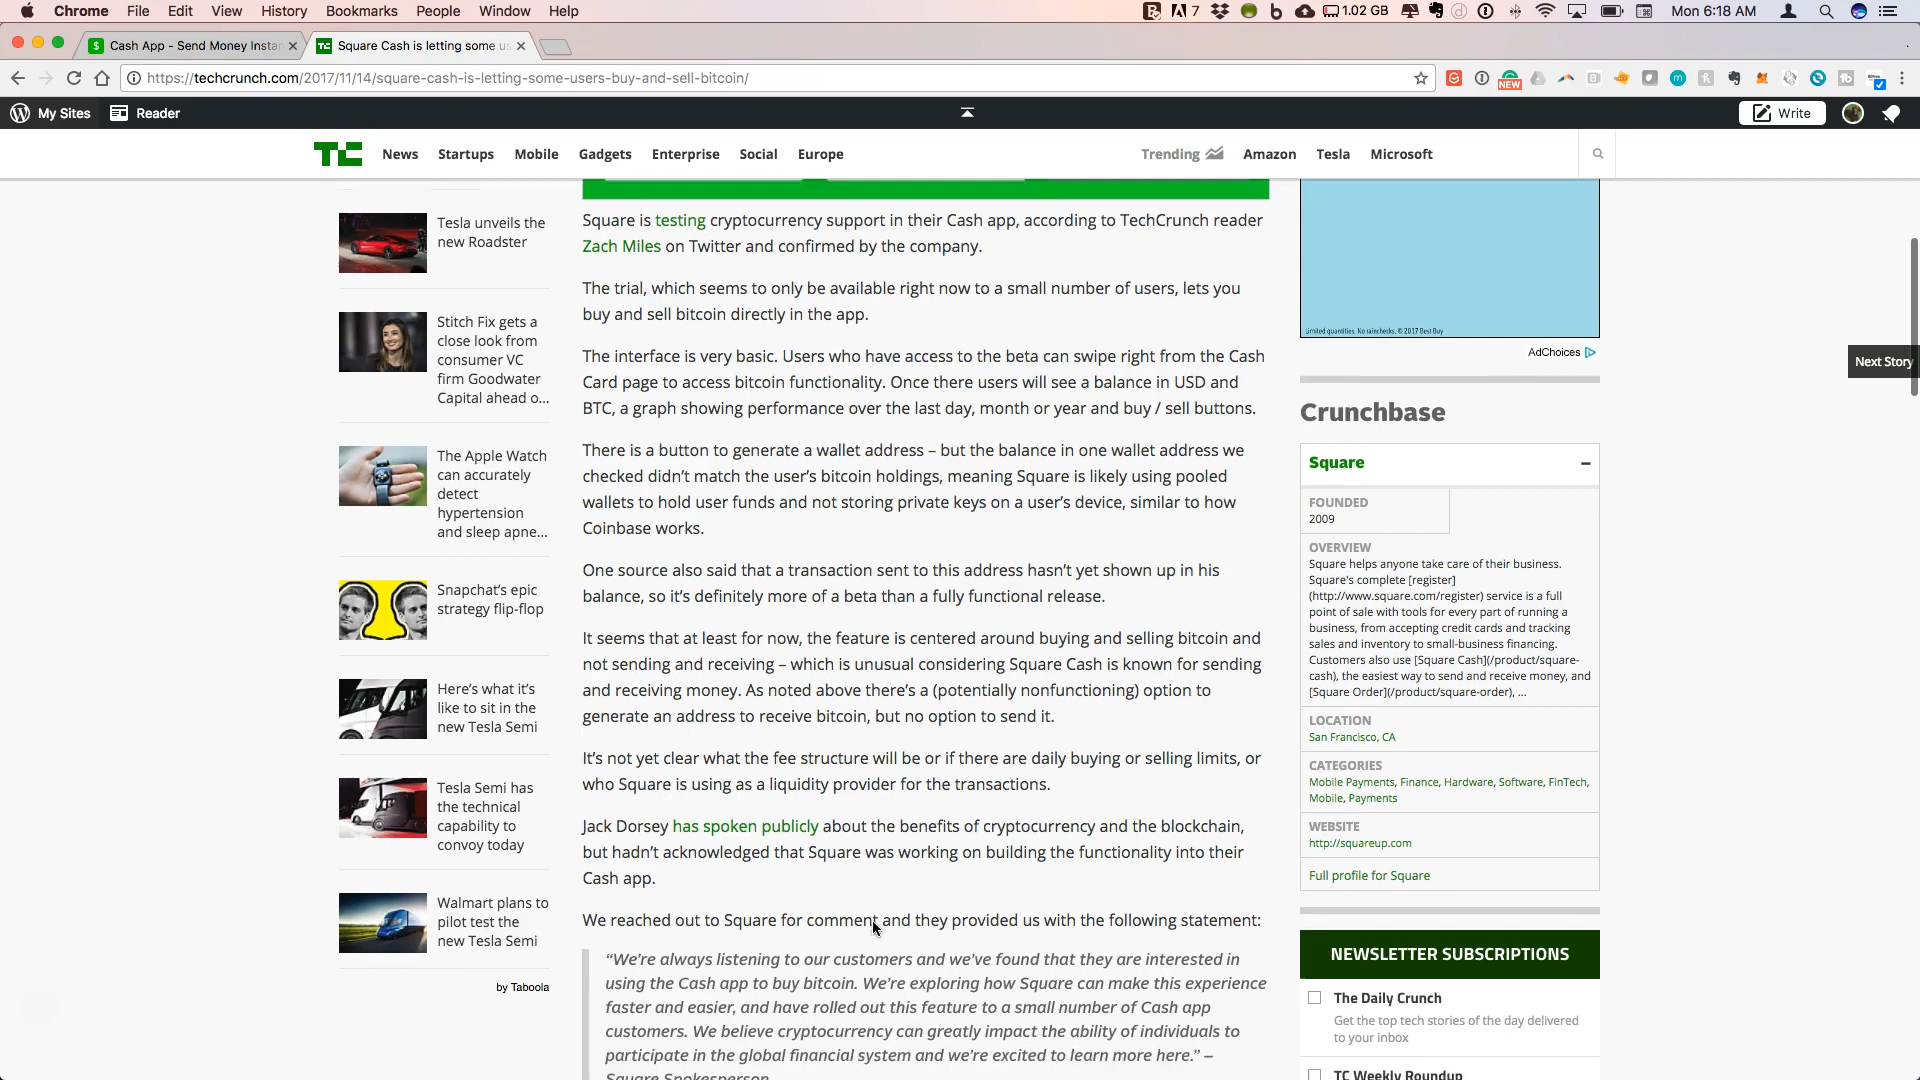 Chrome File Edit View History Bookmarks People Window Help
7 1.02 GB Mon 6:18 AM
Cash App - Send Money Instan
Square Cash is letting some us
https://techcrunch.com/2017/11/14/square-cash-is-letting-some-users-buy-and-sell-bitcoin/
NEW
My Sites Reader Write
TC News Startups Mobile Gadgets Enterprise Social Europe Trending Amazon Tesla Microsoft
Tesla unveils the
new Roadster
Stitch Fix gets a
close look from
consumer VC
firm Goodwater
Capital ahead o...
The Apple Watch
can accurately
detect
hypertension
and sleep apne...
Snapchat’s epic
strategy flip-flop
Here’s what it’s
like to sit in the
new Tesla Semi
Tesla Semi has
the technical
capability to
convoy today
Walmart plans to
pilot test the
new Tesla Semi
by Taboola
Square is testing cryptocurrency support in their Cash app, according to TechCrunch reader
Zach Miles on Twitter and confirmed by the company.
The trial, which seems to only be available right now to a small number of users, lets you
buy and sell bitcoin directly in the app.
The interface is very basic. Users who have access to the beta can swipe right from the Cash
Card page to access bitcoin functionality. Once there users will see a balance in USD and
BTC, a graph showing performance over the last day, month or year and buy / sell buttons.
There is a button to generate a wallet address – but the balance in one wallet address we
checked didn’t match the user’s bitcoin holdings, meaning Square is likely using pooled
wallets to hold user funds and not storing private keys on a user’s device, similar to how
Coinbase works.
One source also said that a transaction sent to this address hasn’t yet shown up in his
balance, so it’s definitely more of a beta than a fully functional release.
It seems that at least for now, the feature is centered around buying and selling bitcoin and
not sending and receiving – which is unusual considering Square Cash is known for sending
and receiving money. As noted above there’s a (potentially nonfunctioning) option to
generate an address to receive bitcoin, but no option to send it.
It’s not yet clear what the fee structure will be or if there are daily buying or selling limits, or
who Square is using as a liquidity provider for the transactions.
Jack Dorsey has spoken publicly about the benefits of cryptocurrency and the blockchain,
but hadn’t acknowledged that Square was working on building the functionality into their
Cash app.
We reached out to Square for comment and they provided us with the following statement:
“We’re always listening to our customers and we’ve found that they are interested in
using the Cash app to buy bitcoin. We’re exploring how Square can make this experience
faster and easier, and have rolled out this feature to a small number of Cash app
customers. We believe cryptocurrency can greatly impact the ability of individuals to
participate in the global financial system and we’re excited to learn more here.” –
Square Spokesperson
Limited quantities. No rainchecks. © 2017 Best Buy
AdChoices
Next Story
Crunchbase
Square –
FOUNDED
2009
OVERVIEW
Square helps anyone take care of their business.
Square's complete [register]
(http://www.square.com/register) service is a full
point of sale with tools for every part of running a
business, from accepting credit cards and tracking
sales and inventory to small-business financing.
Customers also use [Square Cash](/product/square-
cash), the easiest way to send and receive money, and
[Square Order](/product/square-order), ...
LOCATION
San Francisco, CA
CATEGORIES
Mobile Payments, Finance, Hardware, Software, FinTech,
Mobile, Payments
WEBSITE
http://squareup.com
Full profile for Square
NEWSLETTER SUBSCRIPTIONS
The Daily Crunch
Get the top tech stories of the day delivered
to your inbox
TC Weekly Roundup